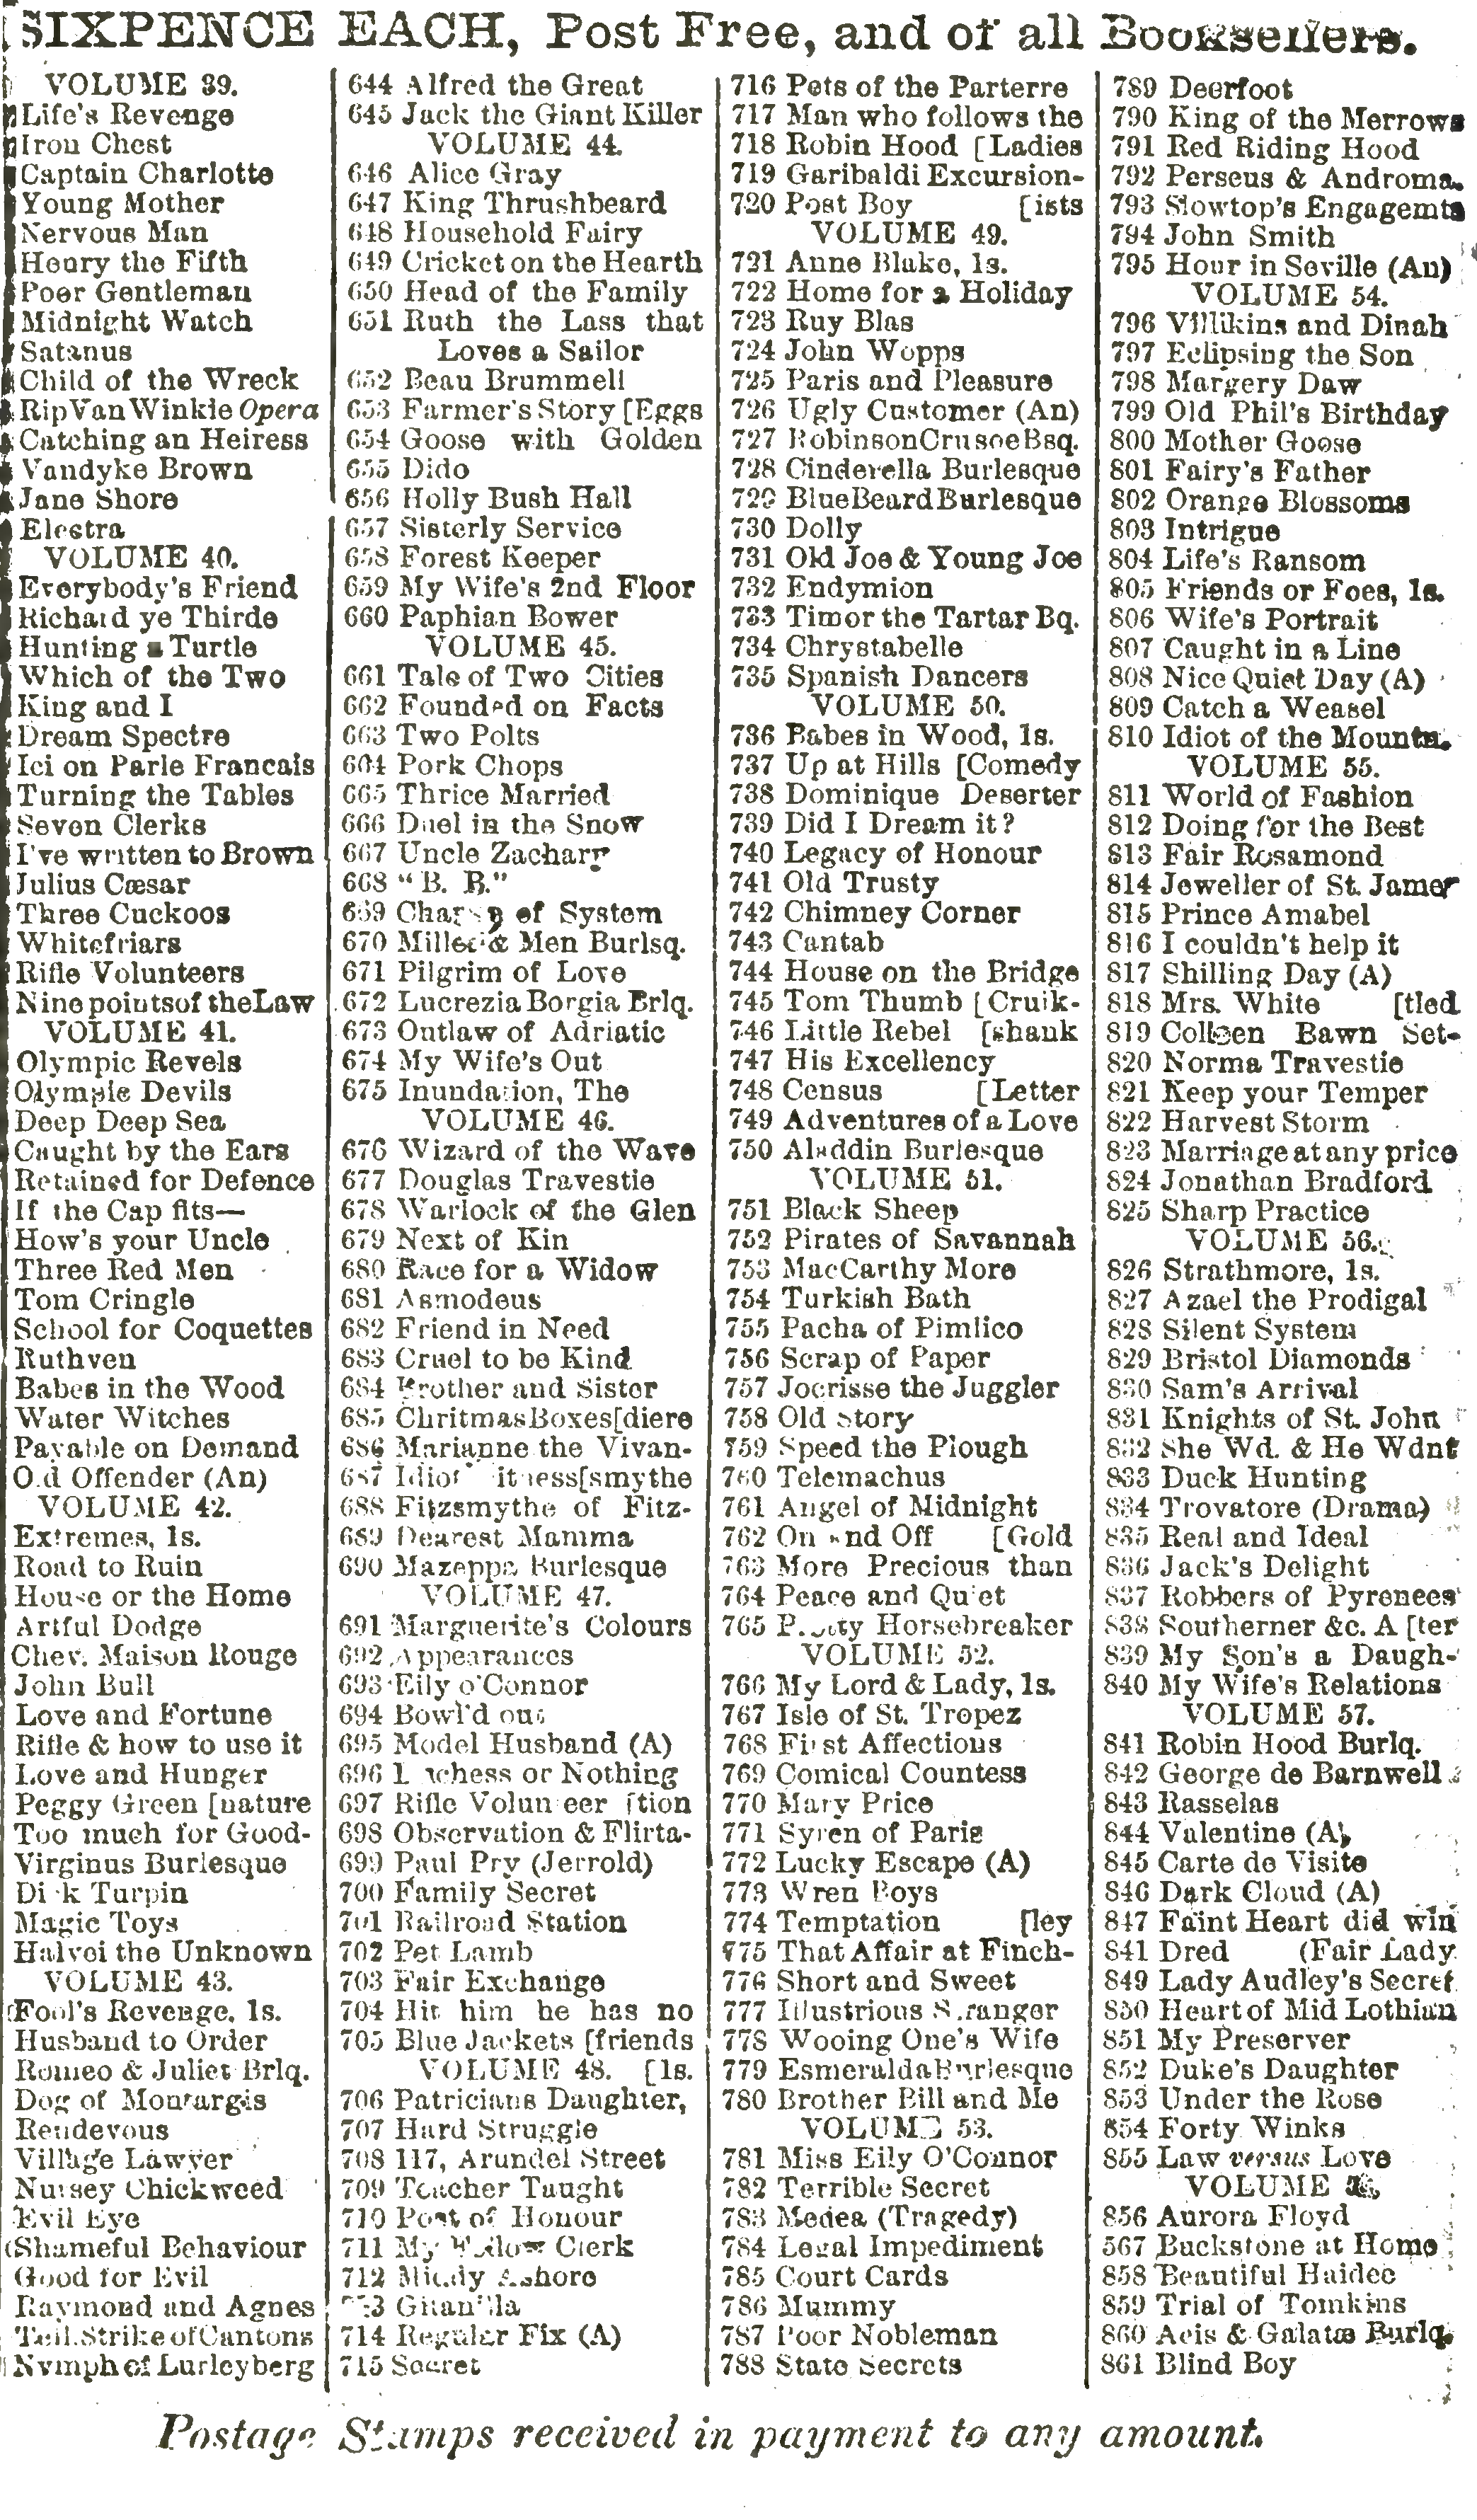 SIXPENCE EACH, Post Free, and of all Booksellers.
VOLUME 39.
Life's Revenge
Iron Chest
Captain Charlotte
Young Mother
Nervous Man
Henry the Fifth
Poor Gentleman
Midnight Watch
Satanus
Child of the Wreck
Rip Van Winkle Opera
Catching an Heiress
Vandyke Brown
Jane Shore
Electra
VOLUME 40.
Everybody's Friend
Richard ye Thirde
Hunting a Turtle
Which of the Two
King and I
Dream Spectre
Ici on Parle Francais
Turning the Tables
Seven Clerks
I've written to Brown
Julius Cæsar
Three Cuckoos
Whitefriars
Rifle Volunteers
Nine points of the Law
VOLUME 41.
Olympic Revels
Olympic Devils
Deep Deep Sea
Caught by the Ears
Retained for Defence
If the Cap fits—
How's your Uncle
Three Red Men
Tom Cringle
School for Coquettes
Ruthven
Babes in the Wood
Water Witches
Payable on Demand
Old Offender (An)
VOLUME 42.
Extremes, 1s.
Road to Ruin
House or the Home
Artful Dodge
Chev. Maison Rouge
John Bull
Love and Fortune
Rifle & how to use it
Love and Hunger
Peggy Green [nature
Too much for Good-
Virginus Burlesque
Dick Turpin
Magic Toys
Halvei the Unknown
VOLUME 43.
Fool's Revenge, 1s.
Husband to Order
Romeo & Juliet Brlq.
Dog of Montargis
Rendevous
Village Lawyer
Nursey Chickweed
Evil Eye
Shameful Behaviour
Good for Evil
Raymond and Agnes
Tell. Strike of Cantons
Nymph of Lurleyberg
644 Alfred the Great
645 Jack the Giant Killer
VOLUME 44.
646 Alice Gray
647 King Thrushbeard
648 Household Fairy
649 Cricket on the Hearth
650 Head of the Family
651 Ruth the Lass that
Loves a Sailor
652 Beau Brummell
653 Farmer's Story [Eggs
654 Goose with Golden
655 Dido
656 Holly Bush Hall
657 Sisterly Service
658 Forest Keeper
659 My Wife's 2nd Floor
660 Paphian Bower
VOLUME 45.
661 Tale of Two Cities
662 Founded on Facts
663 Two Polts
664 Pork Chops
665 Thrice Married
666 Duel in the Snow
667 Uncle Zachary
668 "B. B."
669 Change of System
670 Miller & Men Burlsq.
671 Pilgrim of Love
672 Lucrezia Borgia Brlq.
673 Outlaw of Adriatic
674 My Wife's Out
675 Inundation, The
VOLUME 46.
676 Wizard of the Wave
677 Douglas Travestie
678 Warlock of the Glen
679 Next of Kin
680 Race for a Widow
681 Asmodeus
682 Friend in Need
683 Cruel to be Kind
684 Brother and Sister
685 Chritmas Boxes [diere
686 Marianne the Vivan-
687 Idiot Witness [smythe
688 Fitzsmythe of Fitz-
689 Dearest Mamma
690 Mazeppa Burlesque
VOLUME 47.
691 Marguerite's Colours
692 Appearances
693 Eily o'Connor
694 Bowl'd out
695 Model Husband (A)
696 Duchess or Nothing
697 Rifle Volunteer [tion
698 Observation & Flirta-
699 Paul Pry (Jerrold)
700 Family Secret
701 Railroad Station
702 Pet Lamb
703 Fair Exchange
704 Hit him he has no
705 Blue Jackets [friends
VOLUME 48. [1s.
706 Patricians Daughter,
707 Hard Struggle
708 117, Arundel Street
709 Teacher Taught
710 Post of Honour
711 My Fellow Clerk
712 Middy Ashore
713 Gitanilla
714 Regular Fix (A)
715 Secret
716 Pets of the Parterre
717 Man who follows the
718 Robin Hood [Ladies
719 Garibaldi Excursion-
720 Post Boy [ists
VOLUME 49.
721 Anne Blake, 1s.
722 Home for a Holiday
723 Ruy Blas
724 John Wopps
725 Paris and Pleasure
726 Ugly Customer (An)
727 Robinson Crusoe Bsq.
728 Cinderella Burlesque
729 Blue Beard Burlesque
730 Dolly
731 Old Joe & Young Joe
732 Endymion
733 Timor the Tartar Bq.
734 Chrystabelle
735 Spanish Dancers
VOLUME 50.
736 Babes in Wood, 1s.
737 Up at Hills [Comedy
738 Dominique Deserter
739 Did I Dream it?
740 Legacy of Honour
741 Old Trusty
742 Chimney Corner
743 Cantab
744 House on the Bridge
745 Tom Thumb [Cruik-
746 Little Rebel [shank
747 His Excellency
748 Census [Letter
749 Adventures of a Love
750 Aladdin Burlesque
VOLUME 51.
751 Black Sheep
752 Pirates of Savannah
753 MacCarthy More
754 Turkish Bath
755 Pacha of Pimlico
756 Scrap of Paper
757 Jocrisse the Juggler
758 Old Story
759 Speed the Plough
760 Telemachus
761 Angel of Midnight
762 On and Off [Gold
763 More Precious than
764 Peace and Quiet
765 Pretty Horsebreaker
VOLUME 52.
766 My Lord & Lady, 1s.
767 Isle of St. Tropez
768 First Affections
769 Comical Countess
770 Mary Price
771 Syren of Paris
772 Lucky Escape (A)
773 Wren Boys
774 Temptation [ley
775 That Affair at Finch-
776 Short and Sweet
777 Illustrious Stranger
778 Wooing One's Wife
779 Esmeralda Burlesque
780 Brother Bill and Me
VOLUME 53.
781 Miss Eily O'Connor
782 Terrible Secret
783 Medea (Tragedy)
784 Legal Impediment
785 Court Cards
786 Mummy
787 Poor Nobleman
788 State Secrets
789 Deerfoot
790 King of the Merrows
791 Red Riding Hood
792 Perseus & Androma.
793 Slowtop's Engagemts
794 John Smith
795 Hour in Seville (An)
VOLUME 54.
796 Villikins and Dinah
797 Eclipsing the Son
798 Margery Daw
799 Old Phil's Birthday
800 Mother Goose
801 Fairy's Father
802 Orange Blossoms
803 Intrigue
804 Life's Ransom
805 Friends or Foes, 1s.
806 Wife's Portrait
807 Caught in a Line
808 Nice Quiet Day (A)
809 Catch a Weasel
810 Idiot of the Mountn.
VOLUME 55.
811 World of Fashion
812 Doing for the Best
813 Fair Rosamond
814 Jeweller of St. James
815 Prince Amabel
816 I couldn't help it
817 Shilling Day (A)
818 Mrs. White [tled
819 Colleen Bawn Set-
820 Norma Travestie
821 Keep your Temper
822 Harvest Storm
823 Marriage at any price
824 Jonathan Bradford
825 Sharp Practice
VOLUME 56.
826 Strathmore, 1s.
827 Azael the Prodigal
828 Silent System
829 Bristol Diamonds
830 Sam's Arrival
831 Knights of St. John
832 She Wd. & He Wdnt
833 Duck Hunting
834 Trovatore (Drama)
835 Real and Ideal
836 Jack's Delight
837 Robbers of Pyrenees
838 Southerner &c. A [ter
839 My Son's a Daugh-
840 My Wife's Relations
VOLUME 57.
841 Robin Hood Burlq.
842 George de Barnwell
843 Rasselas
844 Valentine (A)
845 Carte de Visite
846 Dark Cloud (A)
847 Faint Heart did win
841 Dred (Fair Lady
849 Lady Audley's Secret
850 Heart of Mid Lothian
851 My Preserver
852 Duke's Daughter
853 Under the Rose
854 Forty Winks
855 Law versus Love
VOLUME
856 Aurora Floyd
567 Buckstone at Home
858 Beautiful Haidee
859 Trial of Tomkins
860 Acis & Galatæ Burlq.
861 Blind Boy
Postage Stamps received in payment to any amount.